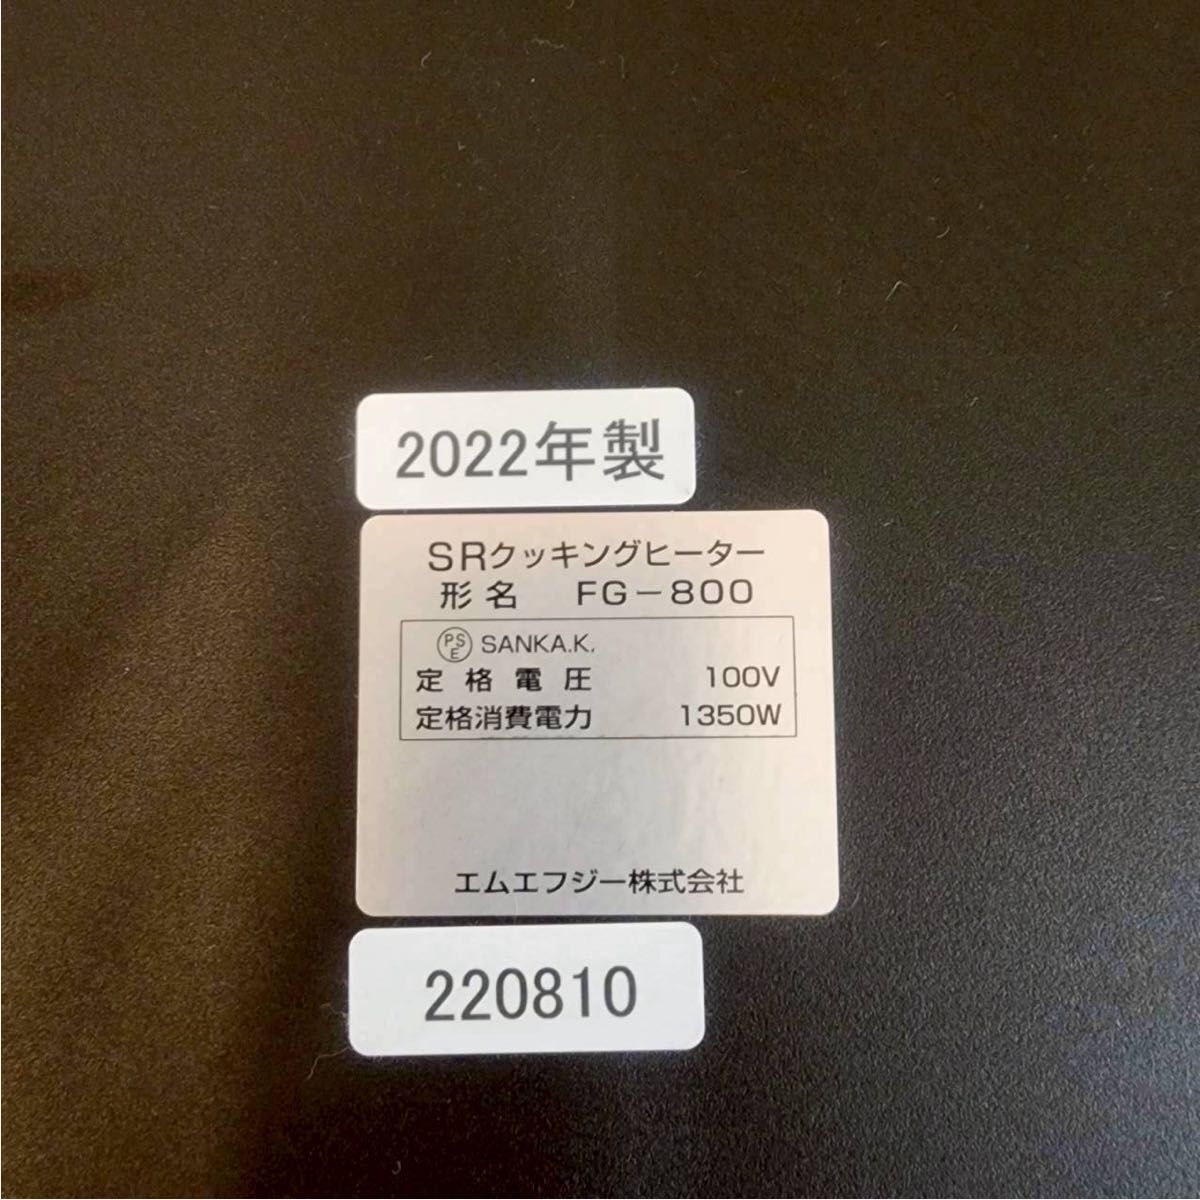 2022年製
SRクッキングヒーター
形名 FG-800
PSE SANKA.K.
定格電圧 100V
定格消費電力 1350W
エムエフジー株式会社
220810